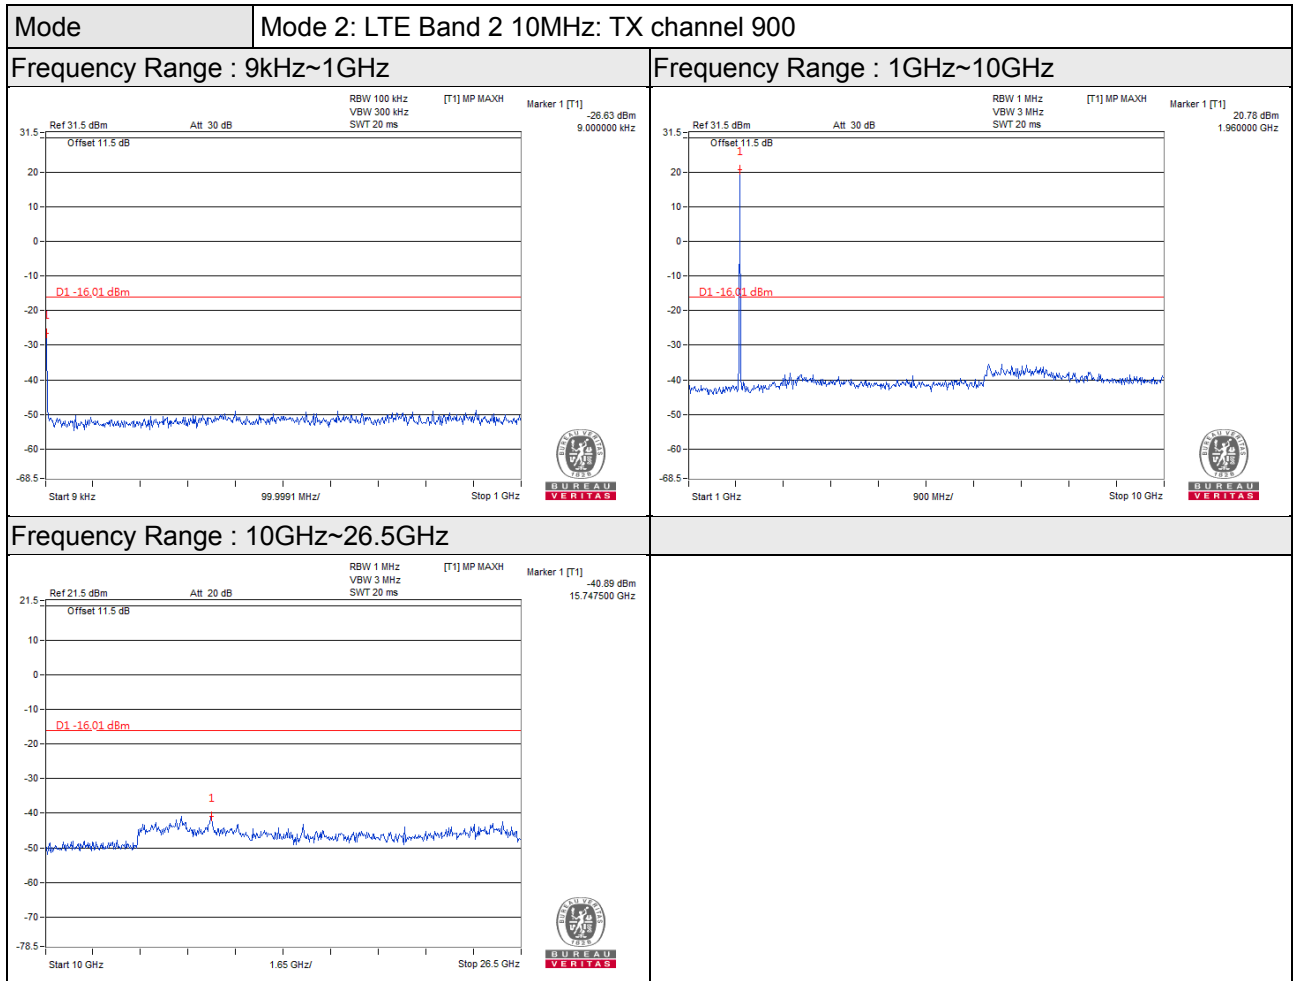 Mode
Mode 2: LTE Band 2 10MHz: TX channel 900
Frequency Range : 9kHz~1GHz
Frequency Range : 1GHz~10GHz
RBW 100 kHz
[T1] MP MAXH
Marker 1 [T1]
VBW 300 kHz
-26.63 dBm
Ref 31.5 dBm
Att 30 dB
SWT 20 ms
9.000000 kHz
31.5
Offset 11.5 dB
20
10
0
-10
D1 -16.01 dBm
-20
1
-30
-40
-50
-60
-68.5
Start 9 kHz
99.9991 MHz/
Stop 1 GHz
BUREAU VERITAS
1828
BUREAU
VERITAS
RBW 1 MHz
[T1] MP MAXH
Marker 1 [T1]
VBW 3 MHz
20.78 dBm
Ref 31.5 dBm
Att 30 dB
SWT 20 ms
1.960000 GHz
31.5
Offset 11.5 dB
1
20
10
0
-10
D1 -16.01 dBm
-20
-30
-40
-50
-60
-68.5
Start 1 GHz
900 MHz/
Stop 10 GHz
BUREAU VERITAS
1828
BUREAU
VERITAS
Frequency Range : 10GHz~26.5GHz
RBW 1 MHz
[T1] MP MAXH
Marker 1 [T1]
VBW 3 MHz
-40.89 dBm
Ref 21.5 dBm
Att 20 dB
SWT 20 ms
15.747500 GHz
21.5
Offset 11.5 dB
10
0
-10
D1 -16.01 dBm
-20
-30
1
-40
-50
-60
-70
-78.5
Start 10 GHz
1.65 GHz/
Stop 26.5 GHz
BUREAU VERITAS
1828
BUREAU
VERITAS